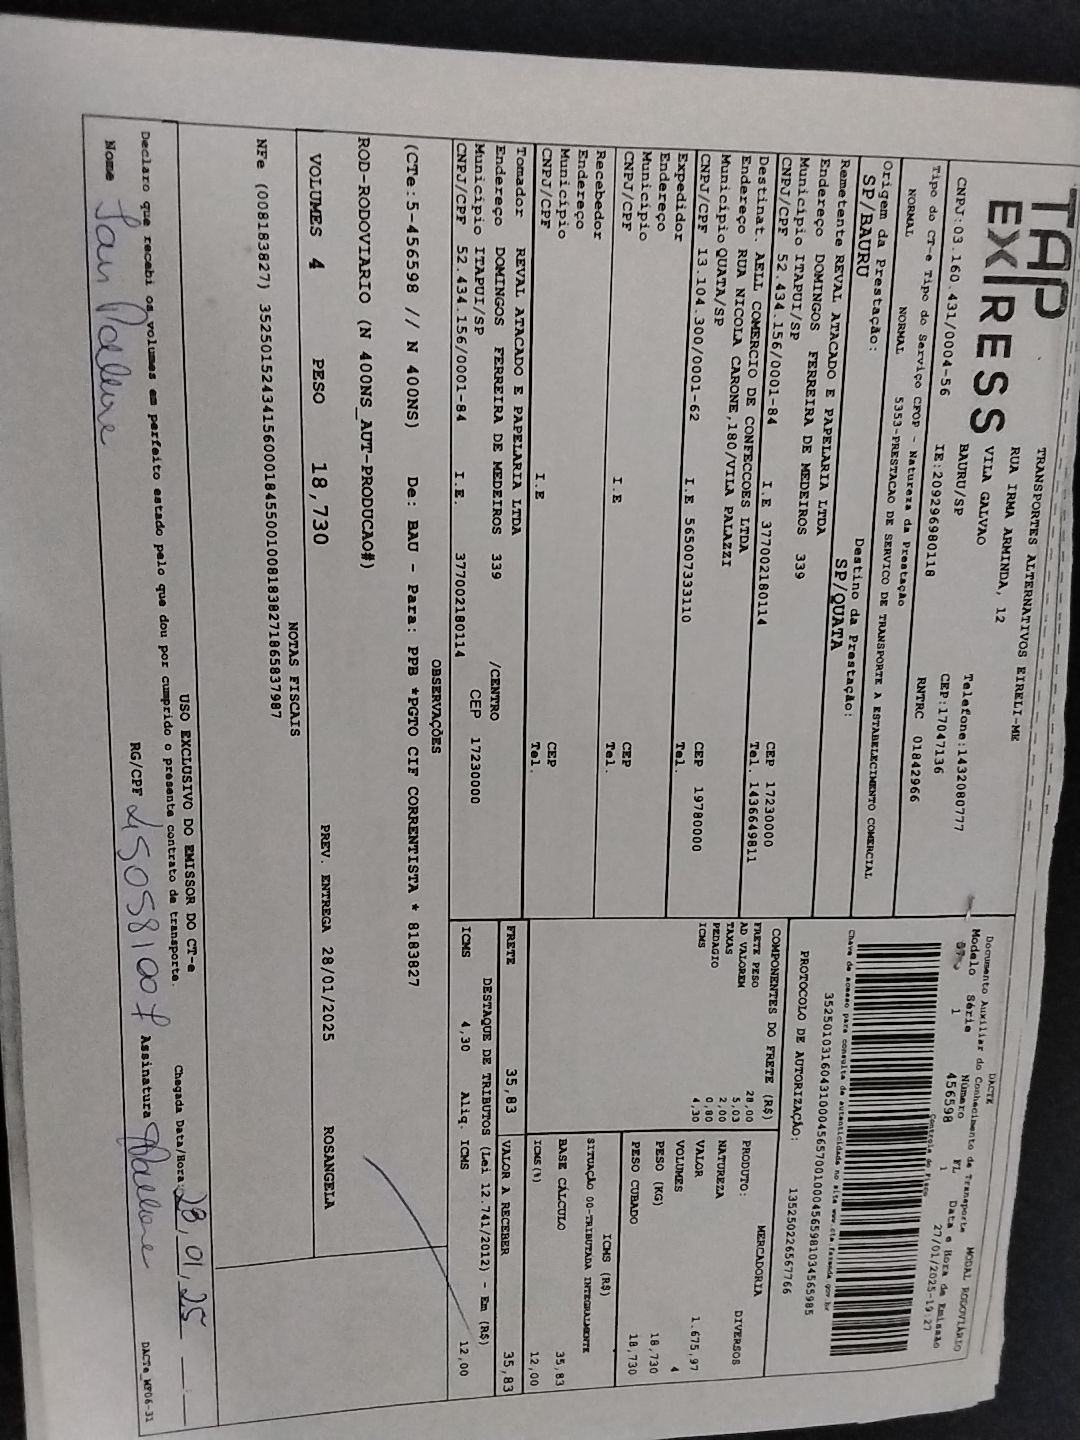 TAP EXPRESS
TRANSPORTES ALTERNATIVOS EIRELI-ME
RUA IRMA ARMINDA, 12
VILA GALVAO
BAURU/SP
Telefone:1432080777
CEP:17047136
CNPJ:03.160.431/0004-56 IE:209296980118 RNTRC 01842966
Tipo do CT-e Tipo do Serviço CFOP - Natureza da Prestação
NORMAL NORMAL 5353-PRESTACAO DE SERVICO DE TRANSPORTE A ESTABELECIMENTO COMERCIAL
Origem da Prestação: Destino da Prestação:
SP/BAURU SP/QUATA
Remetente REVAL ATACADO E PAPELARIA LTDA
Endereço DOMINGOS FERREIRA DE MEDEIROS 339
Município ITAPUI/SP CEP 17230000
CNPJ/CPF 52.434.156/0001-84 I.E 377002180114 Tel. 1436649811
Destinat. AELL COMERCIO DE CONFECCOES LTDA
Endereço RUA NICOLA CARONE,180/VILA PALAZZI
Município QUATA/SP CEP 19780000
CNPJ/CPF 13.104.300/0001-62 I.E 565007333110 Tel.
Expedidor
Endereço
Município CEP
CNPJ/CPF I.E Tel.
Recebedor
Endereço
Município CEP
CNPJ/CPF I.E Tel.
Tomador REVAL ATACADO E PAPELARIA LTDA
Endereço DOMINGOS FERREIRA DE MEDEIROS 339 /CENTRO
Município ITAPUI/SP CEP 17230000
CNPJ/CPF 52.434.156/0001-84 I.E. 377002180114
DACTE MODAL RODOVIÁRIO
Documento Auxiliar do Conhecimento de Transporte
Modelo Série Número FL Data e Hora de Emissão
1 456598 1 27/01/2025-19:27
Controle do Fisco
Chave de acesso para consulta de autenticidade no site www.cte.fazenda.gov.br
35250103160431000456570010004565981034565985
PROTOCOLO DE AUTORIZAÇÃO: 135250226567766
COMPONENTES DO FRETE (R$)
FRETE PESO 28,00
AD VALOREM 5,03
TAXAS 2,00
PEDAGIO 0,80
ICMS 4,30
PRODUTO: MERCADORIA
NATUREZA DIVERSOS
VALOR 1.675,97
VOLUMES 4
PESO (KG) 18,730
PESO CUBADO 18,730
ICMS (R$)
SITUAÇÃO 00-TRIBUTADA INTEGRALMENTE
BASE CÁLCULO 35,83
ICMS(%) 12,00
FRETE 35,83 VALOR A RECEBER 35,83
DESTAQUE DE TRIBUTOS (Lei 12.741/2012) - Em (R$)
ICMS 4,30 Aliq. ICMS 12,00
OBSERVAÇÕES
(CTe:5-456598 // N 400NS) De: BAU - Para: PPB *PGTO CIF CORRENTISTA * 8183827
ROD-RODOVIARIO (N 400NS_AUT-PRODUCAO#)
VOLUMES 4 PESO 18,730 PREV. ENTREGA 28/01/2025 ROSANGELA
NOTAS FISCAIS
NFe (008183827) 35250152434156000184550010081838271865837987
USO EXCLUSIVO DO EMISSOR DO CT-e
Declaro que recebi os volumes em perfeito estado pelo que dou por cumprido o presente contrato de transporte. Chegada Data/Hora: 28,01,25
Nome RG/CPF Assinatura
DACTe_WF06-31